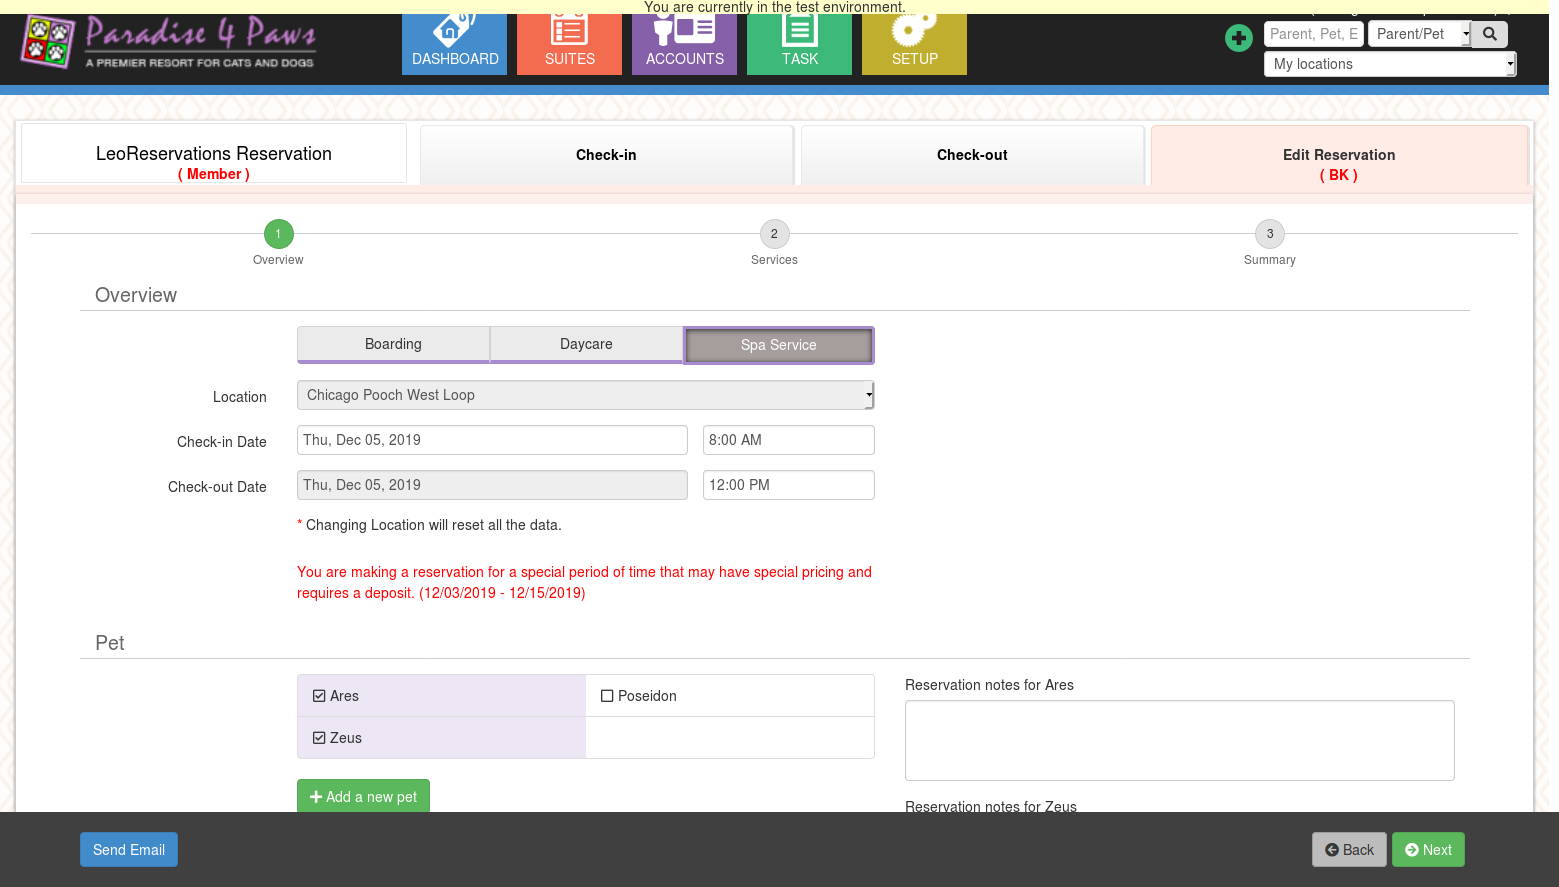 You are currently in the test environment.
Paradise 4 Paws
A PREMIER RESORT FOR CATS AND DOGS
DASHBOARD
SUITES
ACCOUNTS
TASK
SETUP
Parent, Pet, E
Parent/Pet
My locations
LeoReservations Reservation
( Member )
Check-in
Check-out
Edit Reservation
( BK )
1
2
3
Overview
Services
Summary
Overview
Boarding
Daycare
Spa Service
Location
Chicago Pooch West Loop
Check-in Date
Thu, Dec 05, 2019
8:00 AM
Check-out Date
Thu, Dec 05, 2019
12:00 PM
* Changing Location will reset all the data.
You are making a reservation for a special period of time that may have special pricing and
requires a deposit. (12/03/2019 - 12/15/2019)
Pet
Ares
Poseidon
Zeus
Add a new pet
Reservation notes for Ares
Reservation notes for Zeus
Send Email
Back
Next